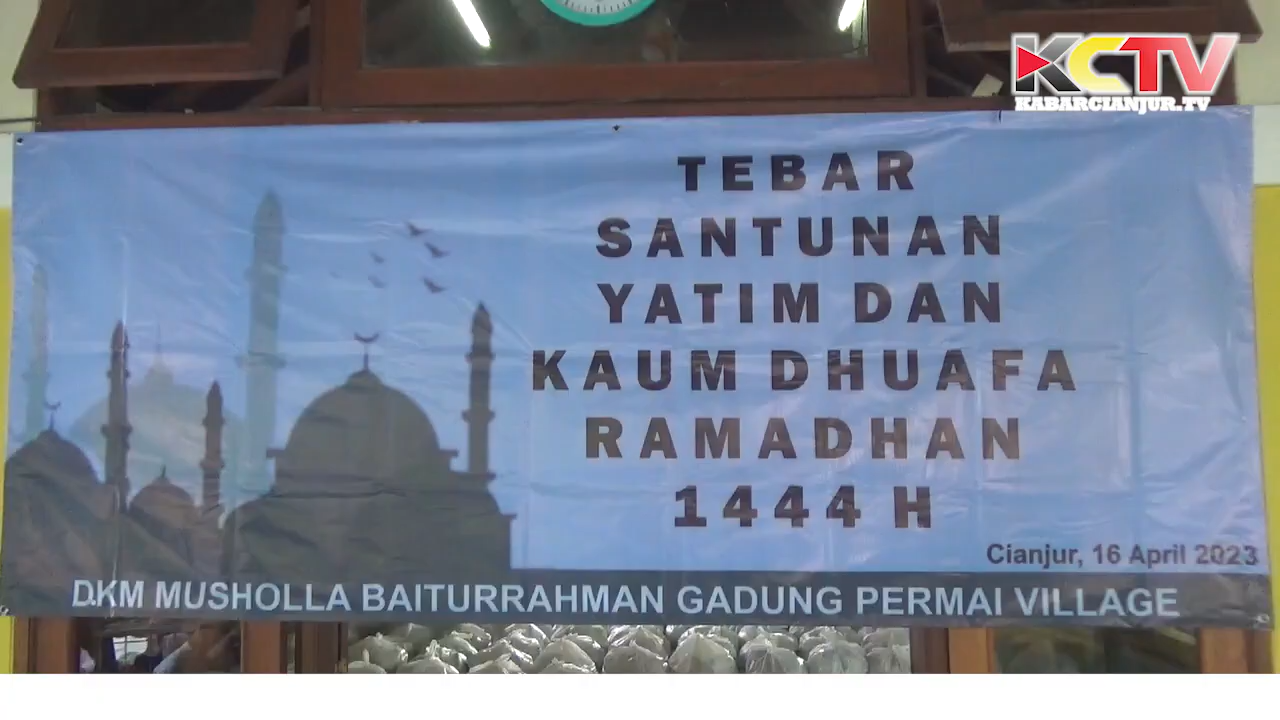 KCTV
KABARCIANJUR.TV
TEBAR
SANTUNAN
YATIM DAN
KAUM DHUAFA
RAMADHAN
1444 H
Cianjur, 16 April 2023
DKM MUSHOLLA BAITURRAHMAN GADUNG PERMAI VILLAGE